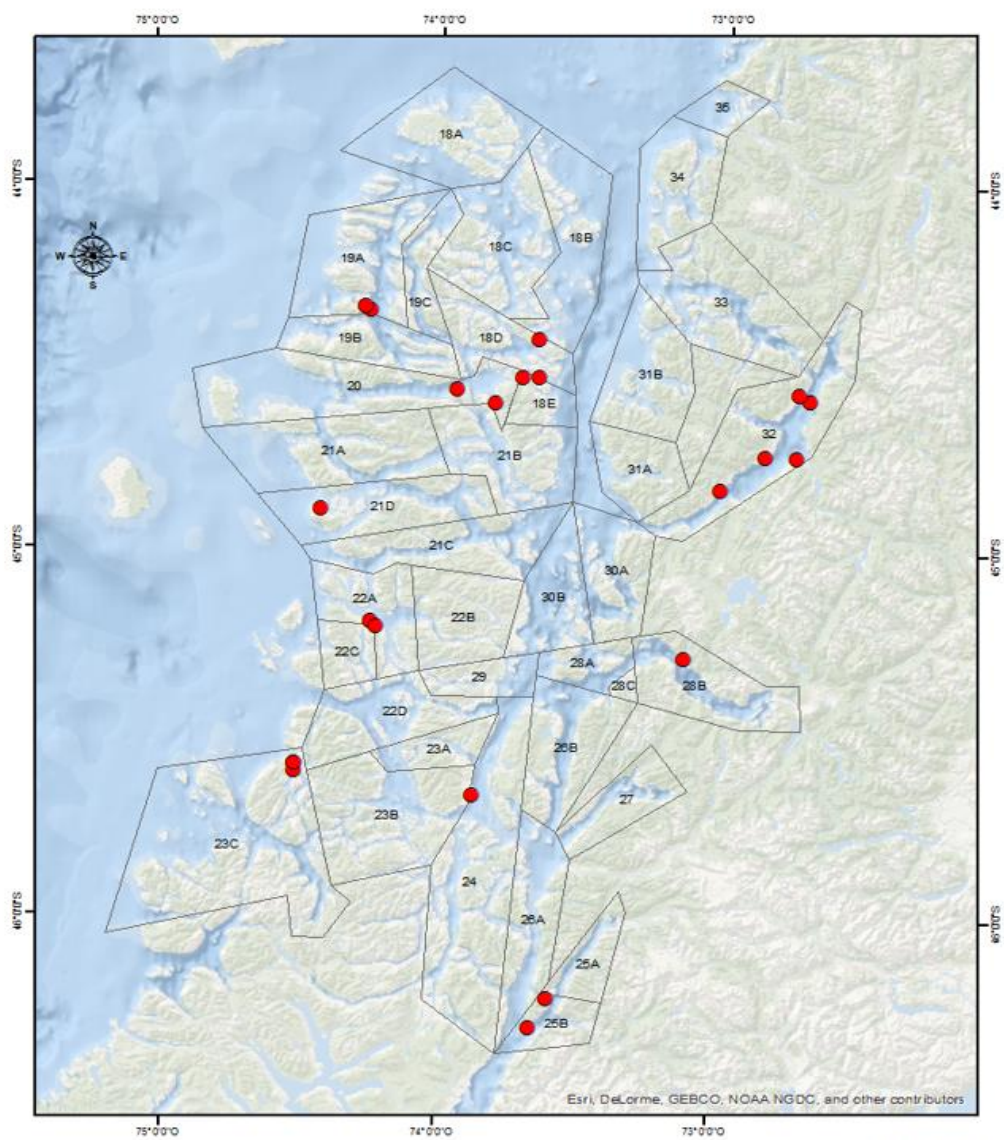 75°0'0"O
74°0'0"O
73°0'0"O
35
18A
34
44°0'0"S
44°0'0"S
18C
18B
N
W
E
S
19A
19C
33
19B
18D
31B
20
18E
32
21A
21B
31A
21D
21C
45°0'0"S
45°0'0"S
30A
22A
30B
22B
22C
28A
29
28C
28B
22D
23A
26B
27
23B
23C
24
26A
46°0'0"S
46°0'0"S
25A
25B
Esri, DeLorme, GEBCO, NOAA NGDC, and other contributors
75°0'0"O
74°0'0"O
73°0'0"O